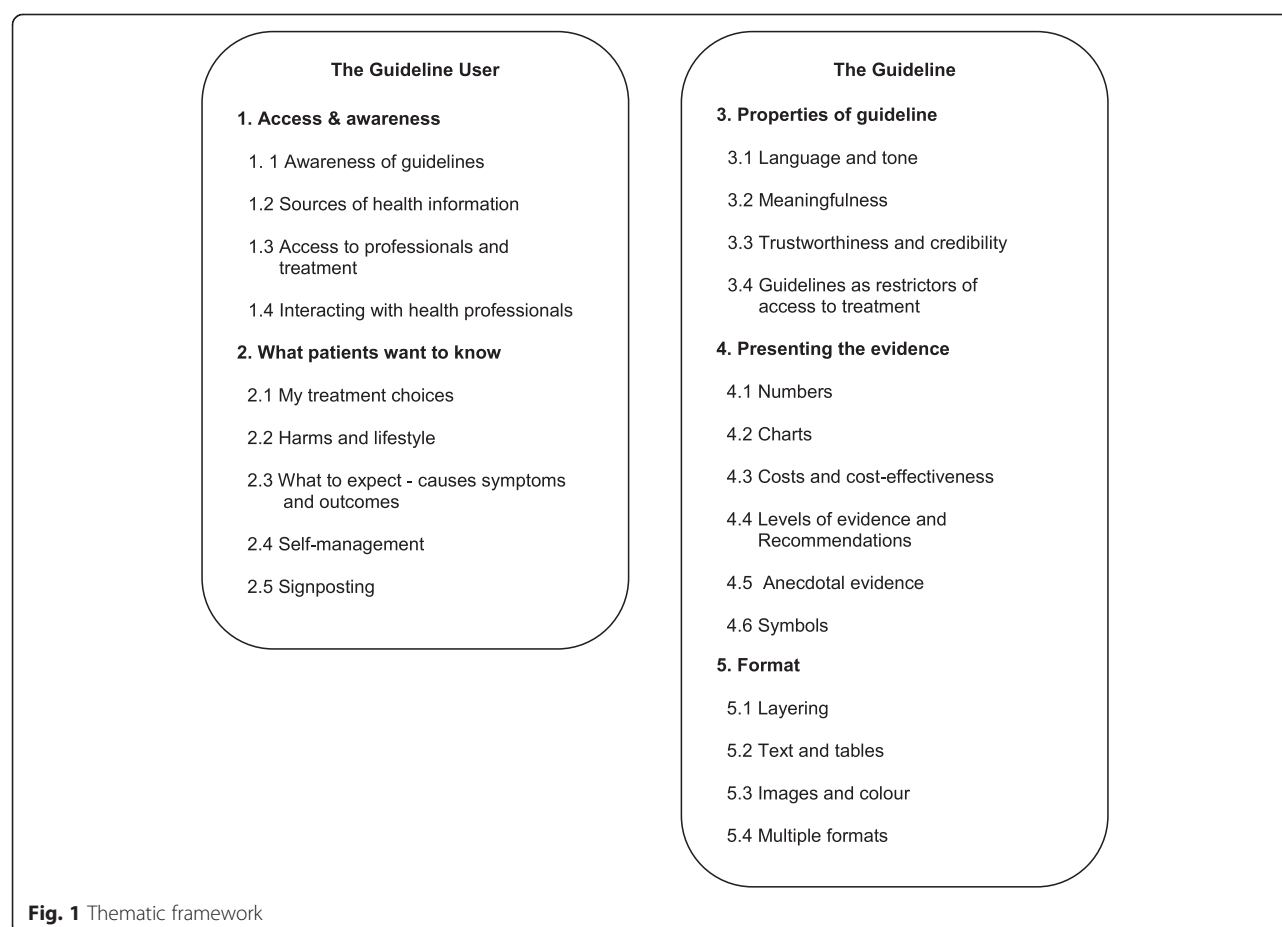 The Guideline User
1. Access & awareness
1. 1 Awareness of guidelines
1.2 Sources of health information
1.3 Access to professionals and
treatment
1.4 Interacting with health professionals
2. What patients want to know
2.1 My treatment choices
2.2 Harms and lifestyle
2.3 What to expect - causes symptoms
and outcomes
2.4 Self-management
2.5 Signposting
The Guideline
3. Properties of guideline
3.1 Language and tone
3.2 Meaningfulness
3.3 Trustworthiness and credibility
3.4 Guidelines as restrictors of
access to treatment
4. Presenting the evidence
4.1 Numbers
4.2 Charts
4.3 Costs and cost-effectiveness
4.4 Levels of evidence and
Recommendations
4.5 Anecdotal evidence
4.6 Symbols
5. Format
5.1 Layering
5.2 Text and tables
5.3 Images and colour
5.4 Multiple formats
Fig. 1 Thematic framework